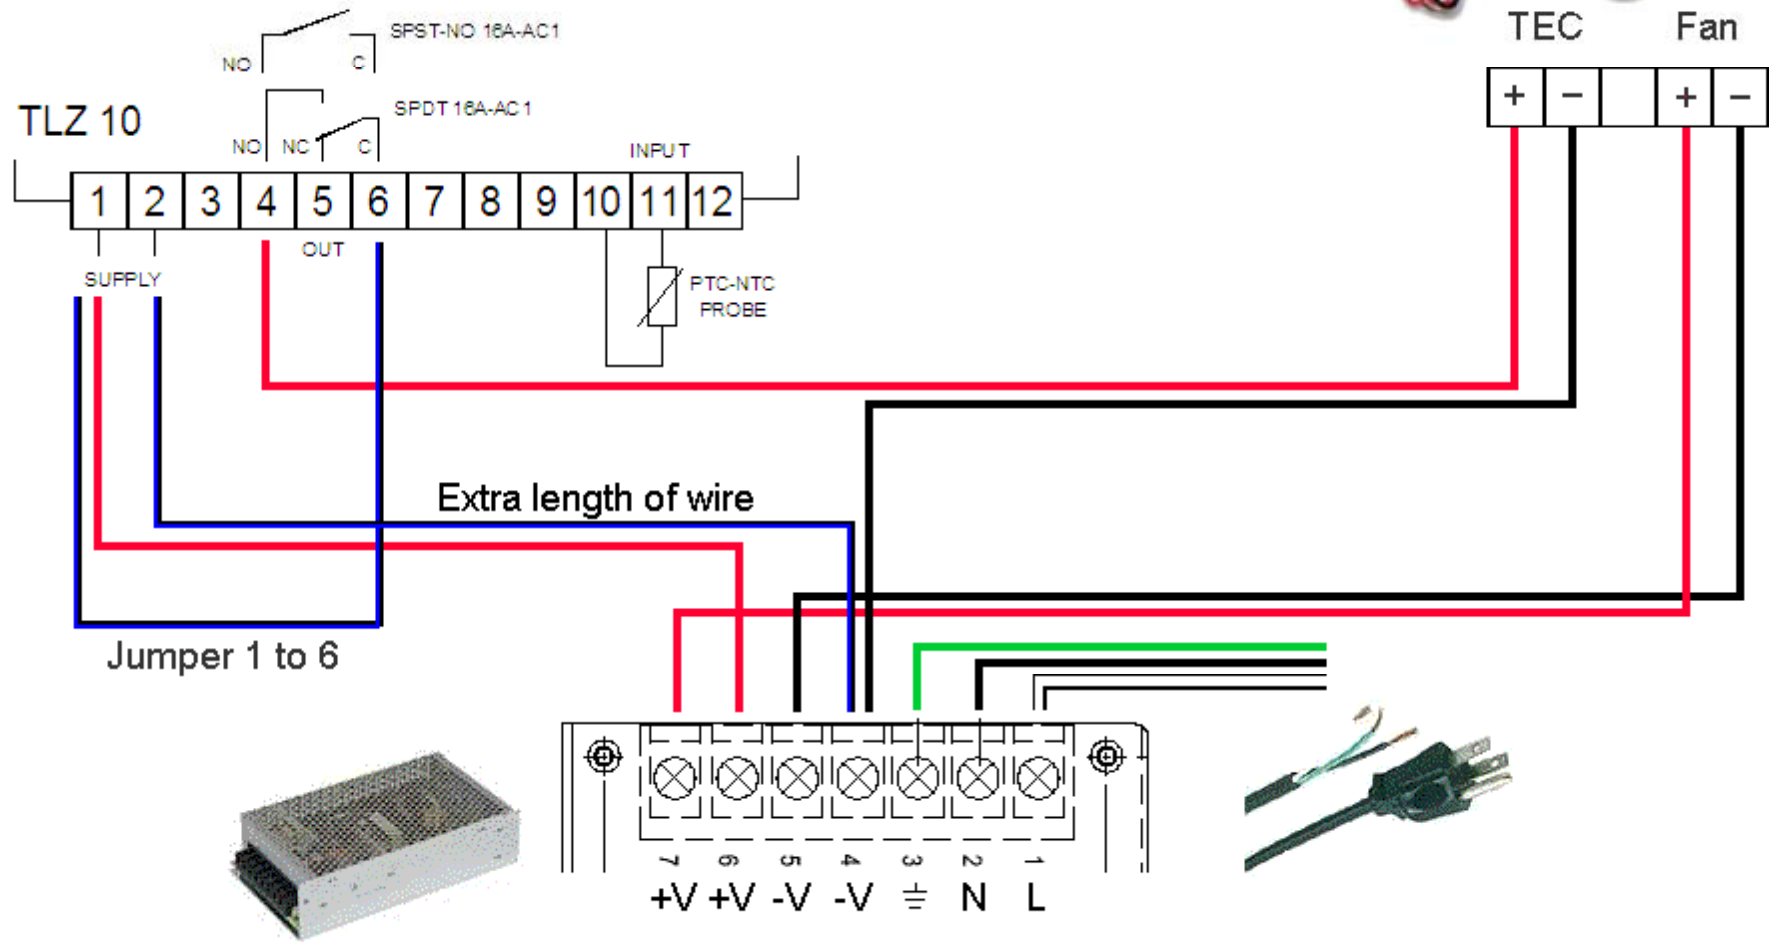 TEC Fan
+ − + −
SPST-NO 16A-AC1
NO C
SPDT 16A-AC1
TLZ 10
NO NC C
INPUT
1 2 3 4 5 6 7 8 9 10 11 12
OUT
SUPPLY
PTC-NTC
PROBE
Extra length of wire
Jumper 1 to 6
7 6 5 4 3 2 1
+V +V -V -V N L